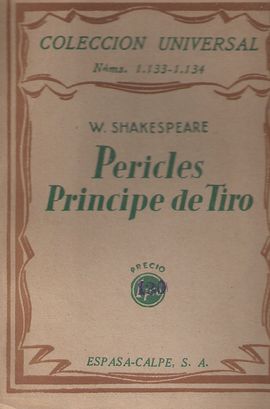 COLECCION UNIVERSAL
Núms. 1.133-1.134
W. SHAKESPEARE
Pericles
Principe de Tiro
PRECIO
ESPASA-CALPE, S. A.